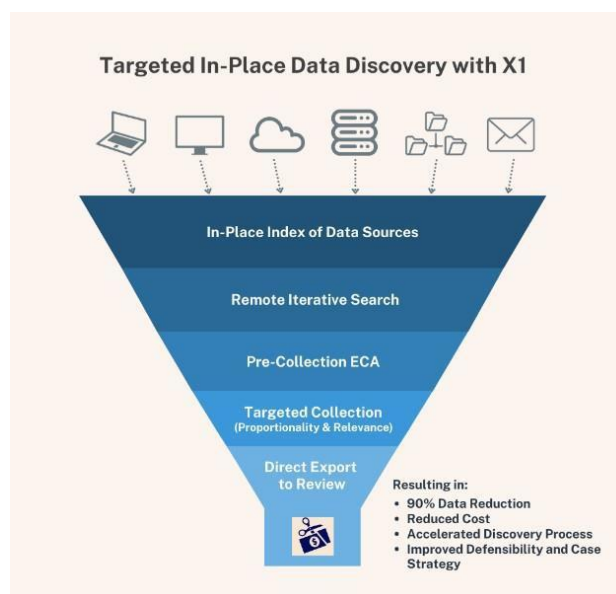 Targeted In-Place Data Discovery with X1
In-Place Index of Data Sources
Remote Iterative Search
Pre-Collection ECA
Targeted Collection
(Proportionality & Relevance)
Direct Export
to Review
Resulting in:
• 90% Data Reduction
• Reduced Cost
• Accelerated Discovery Process
• Improved Defensibility and Case
Strategy
$